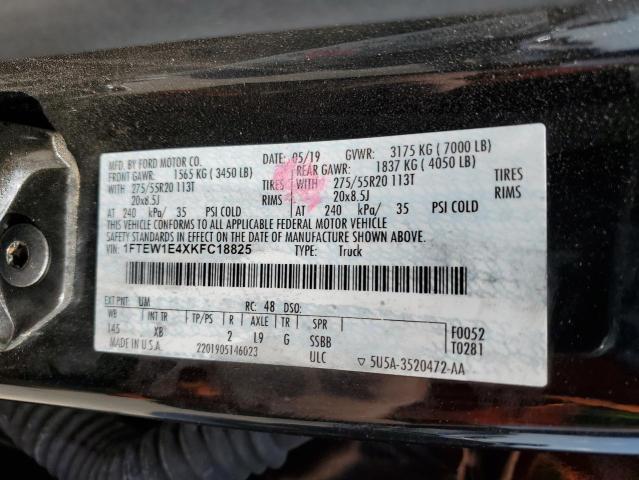 MFD. BY FORD MOTOR CO. DATE: 05/19 GVWR: 3175 KG ( 7000 LB)
FRONT GAWR: 1565 KG ( 3450 LB) REAR GAWR: 1837 KG ( 4050 LB)
WITH 275/55R20 113T TIRES WITH 275/55R20 113T TIRES
20x8.5J RIMS 20x8.5J RIMS
AT 240 kPa/ 35 PSI COLD AT 240 kPa/ 35 PSI COLD
THIS VEHICLE CONFORMS TO ALL APPLICABLE FEDERAL MOTOR VEHICLE
SAFETY STANDARDS IN EFFECT ON THE DATE OF MANUFACTURE SHOWN ABOVE.
VIN: 1FTEW1E4XKFC18825 TYPE: Truck
EXT PNT: UM RC: 48 DSO:
WB INT TR TP/PS R AXLE TR SPR F0052
145 XB 2 L9 G SSBB T0281
MADE IN U.S.A. 2201905146023 ULC ▽ 5U5A-3520472-AA